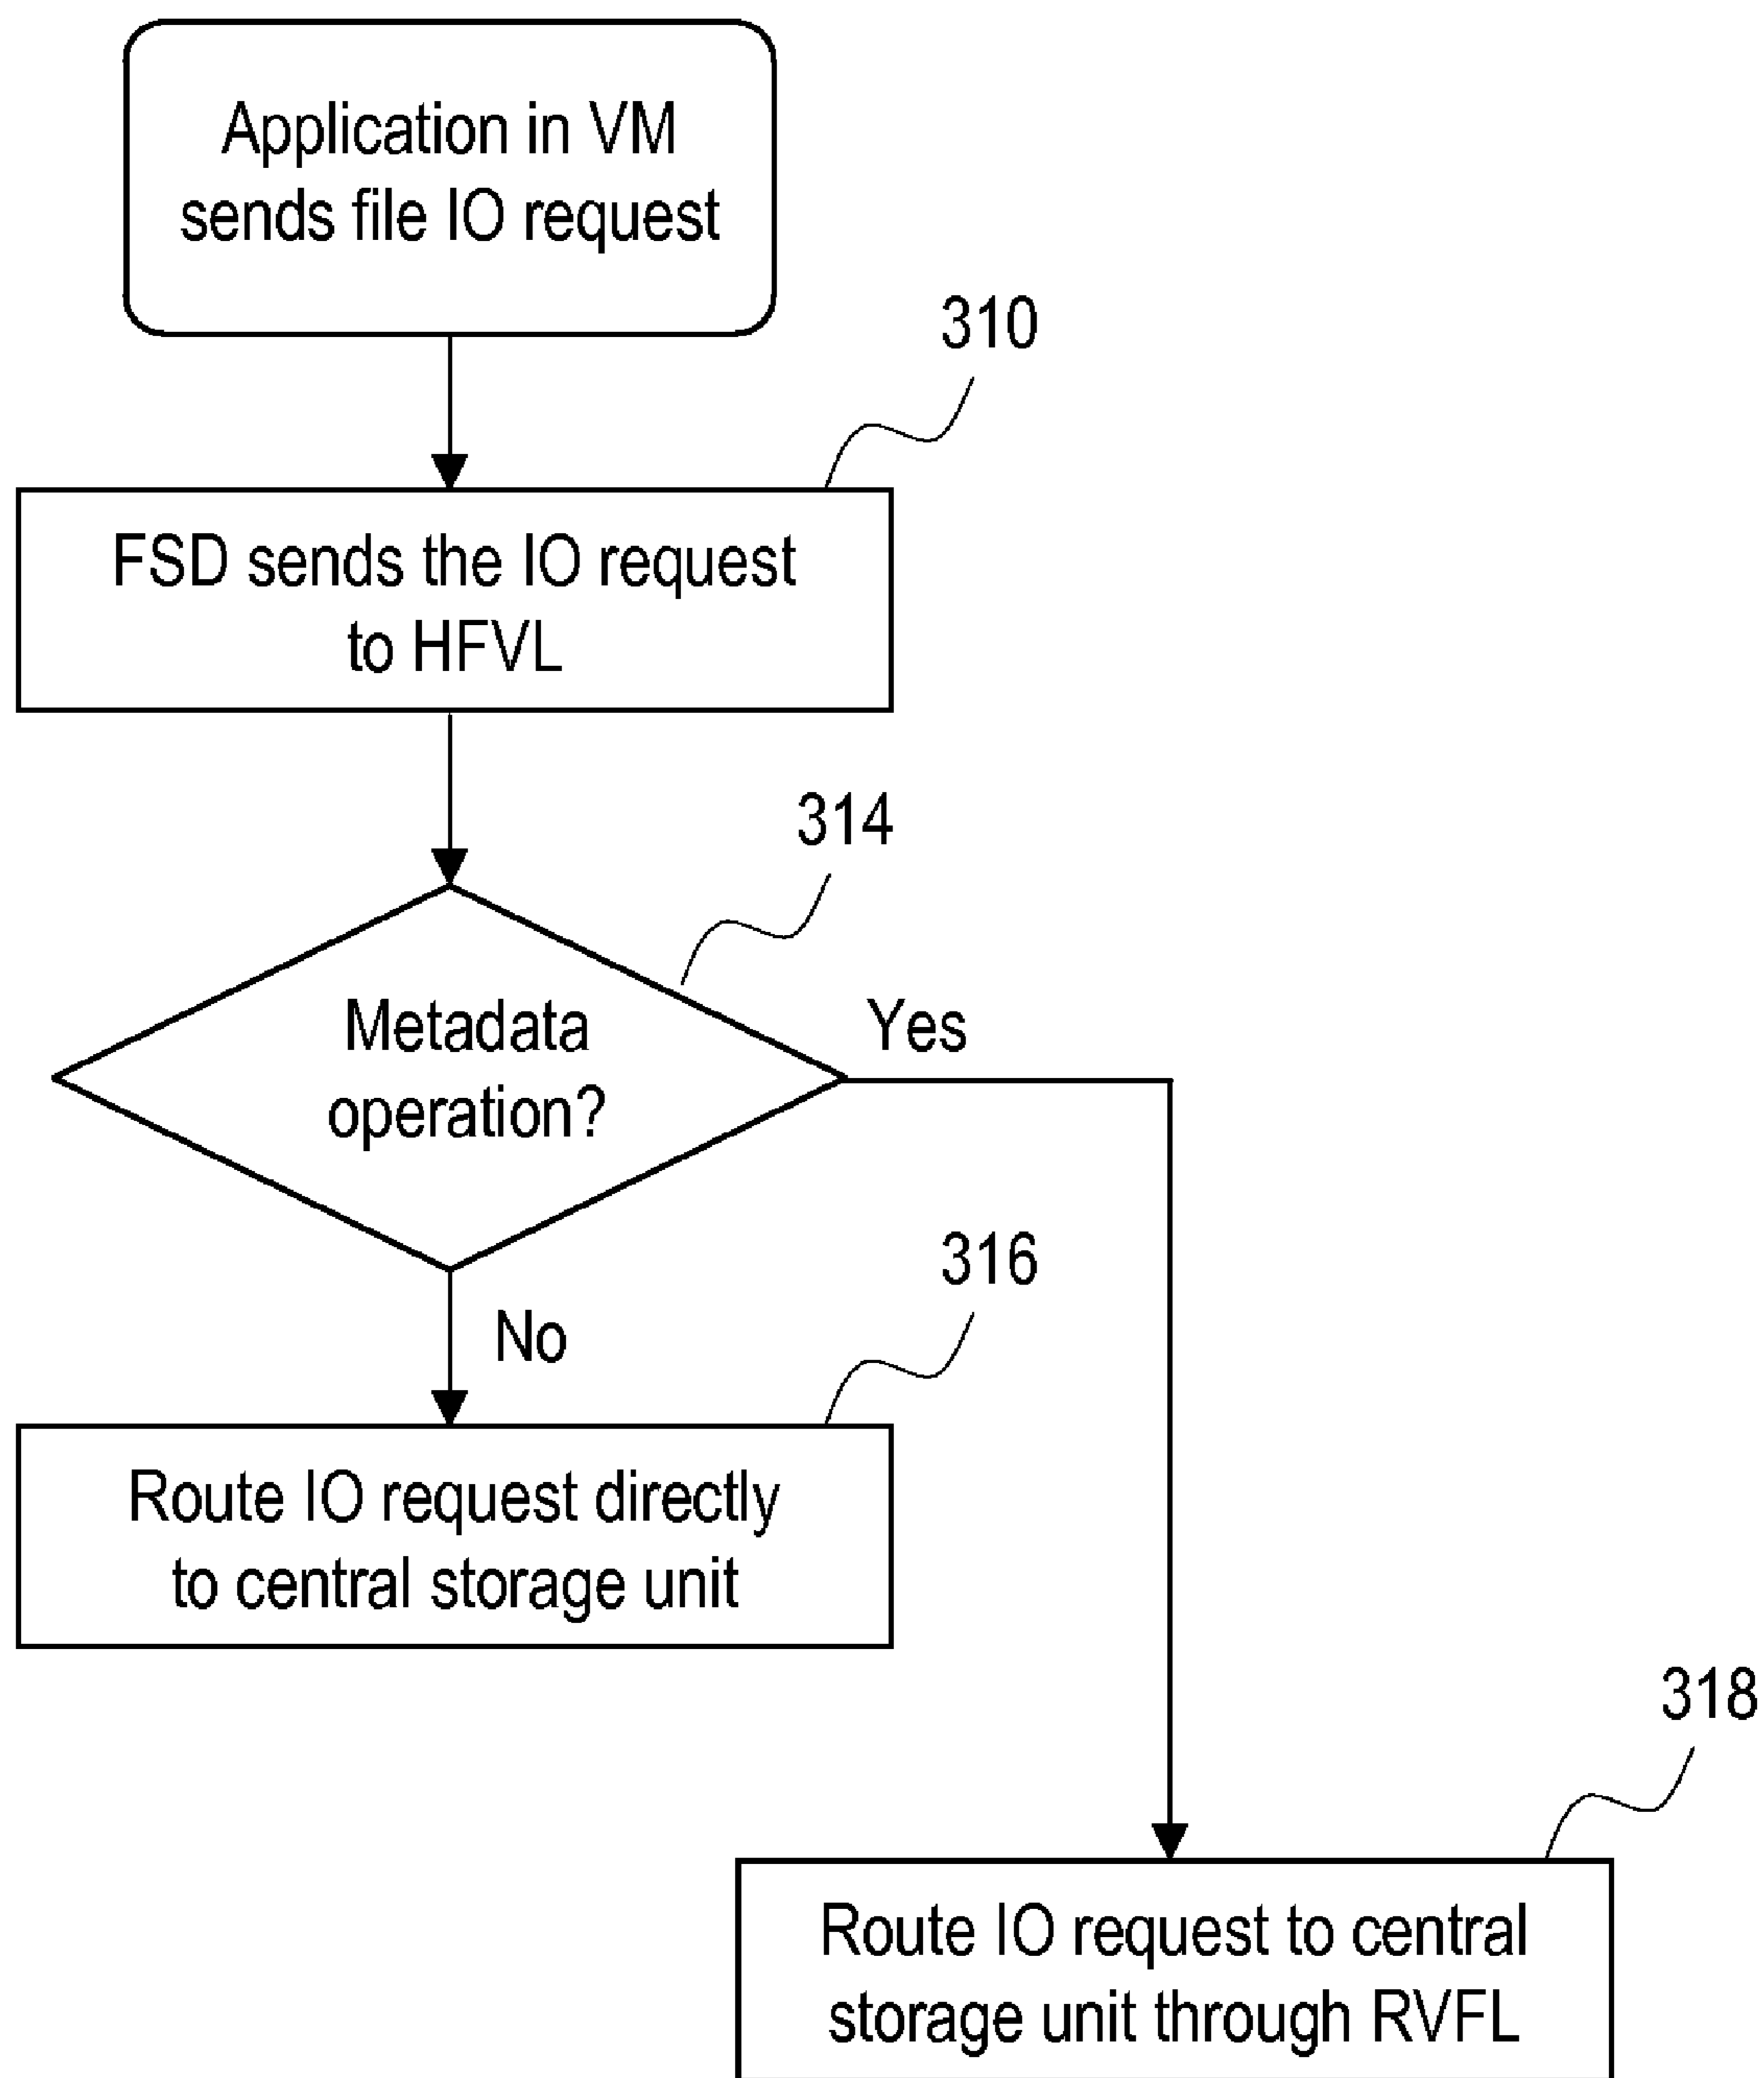 Application in VM
sends file IO request
310
FSD sends the IO request
to HFVL
314
Metadata
operation?
Yes
No
316
Route IO request directly
to central storage unit
318
Route IO request to central
storage unit through RVFL